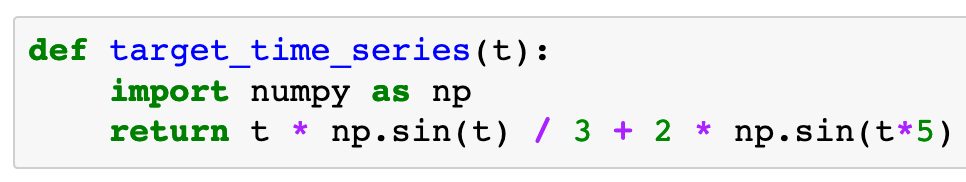 def target_time_series(t):
    import numpy as np
    return t * np.sin(t) / 3 + 2 * np.sin(t*5)